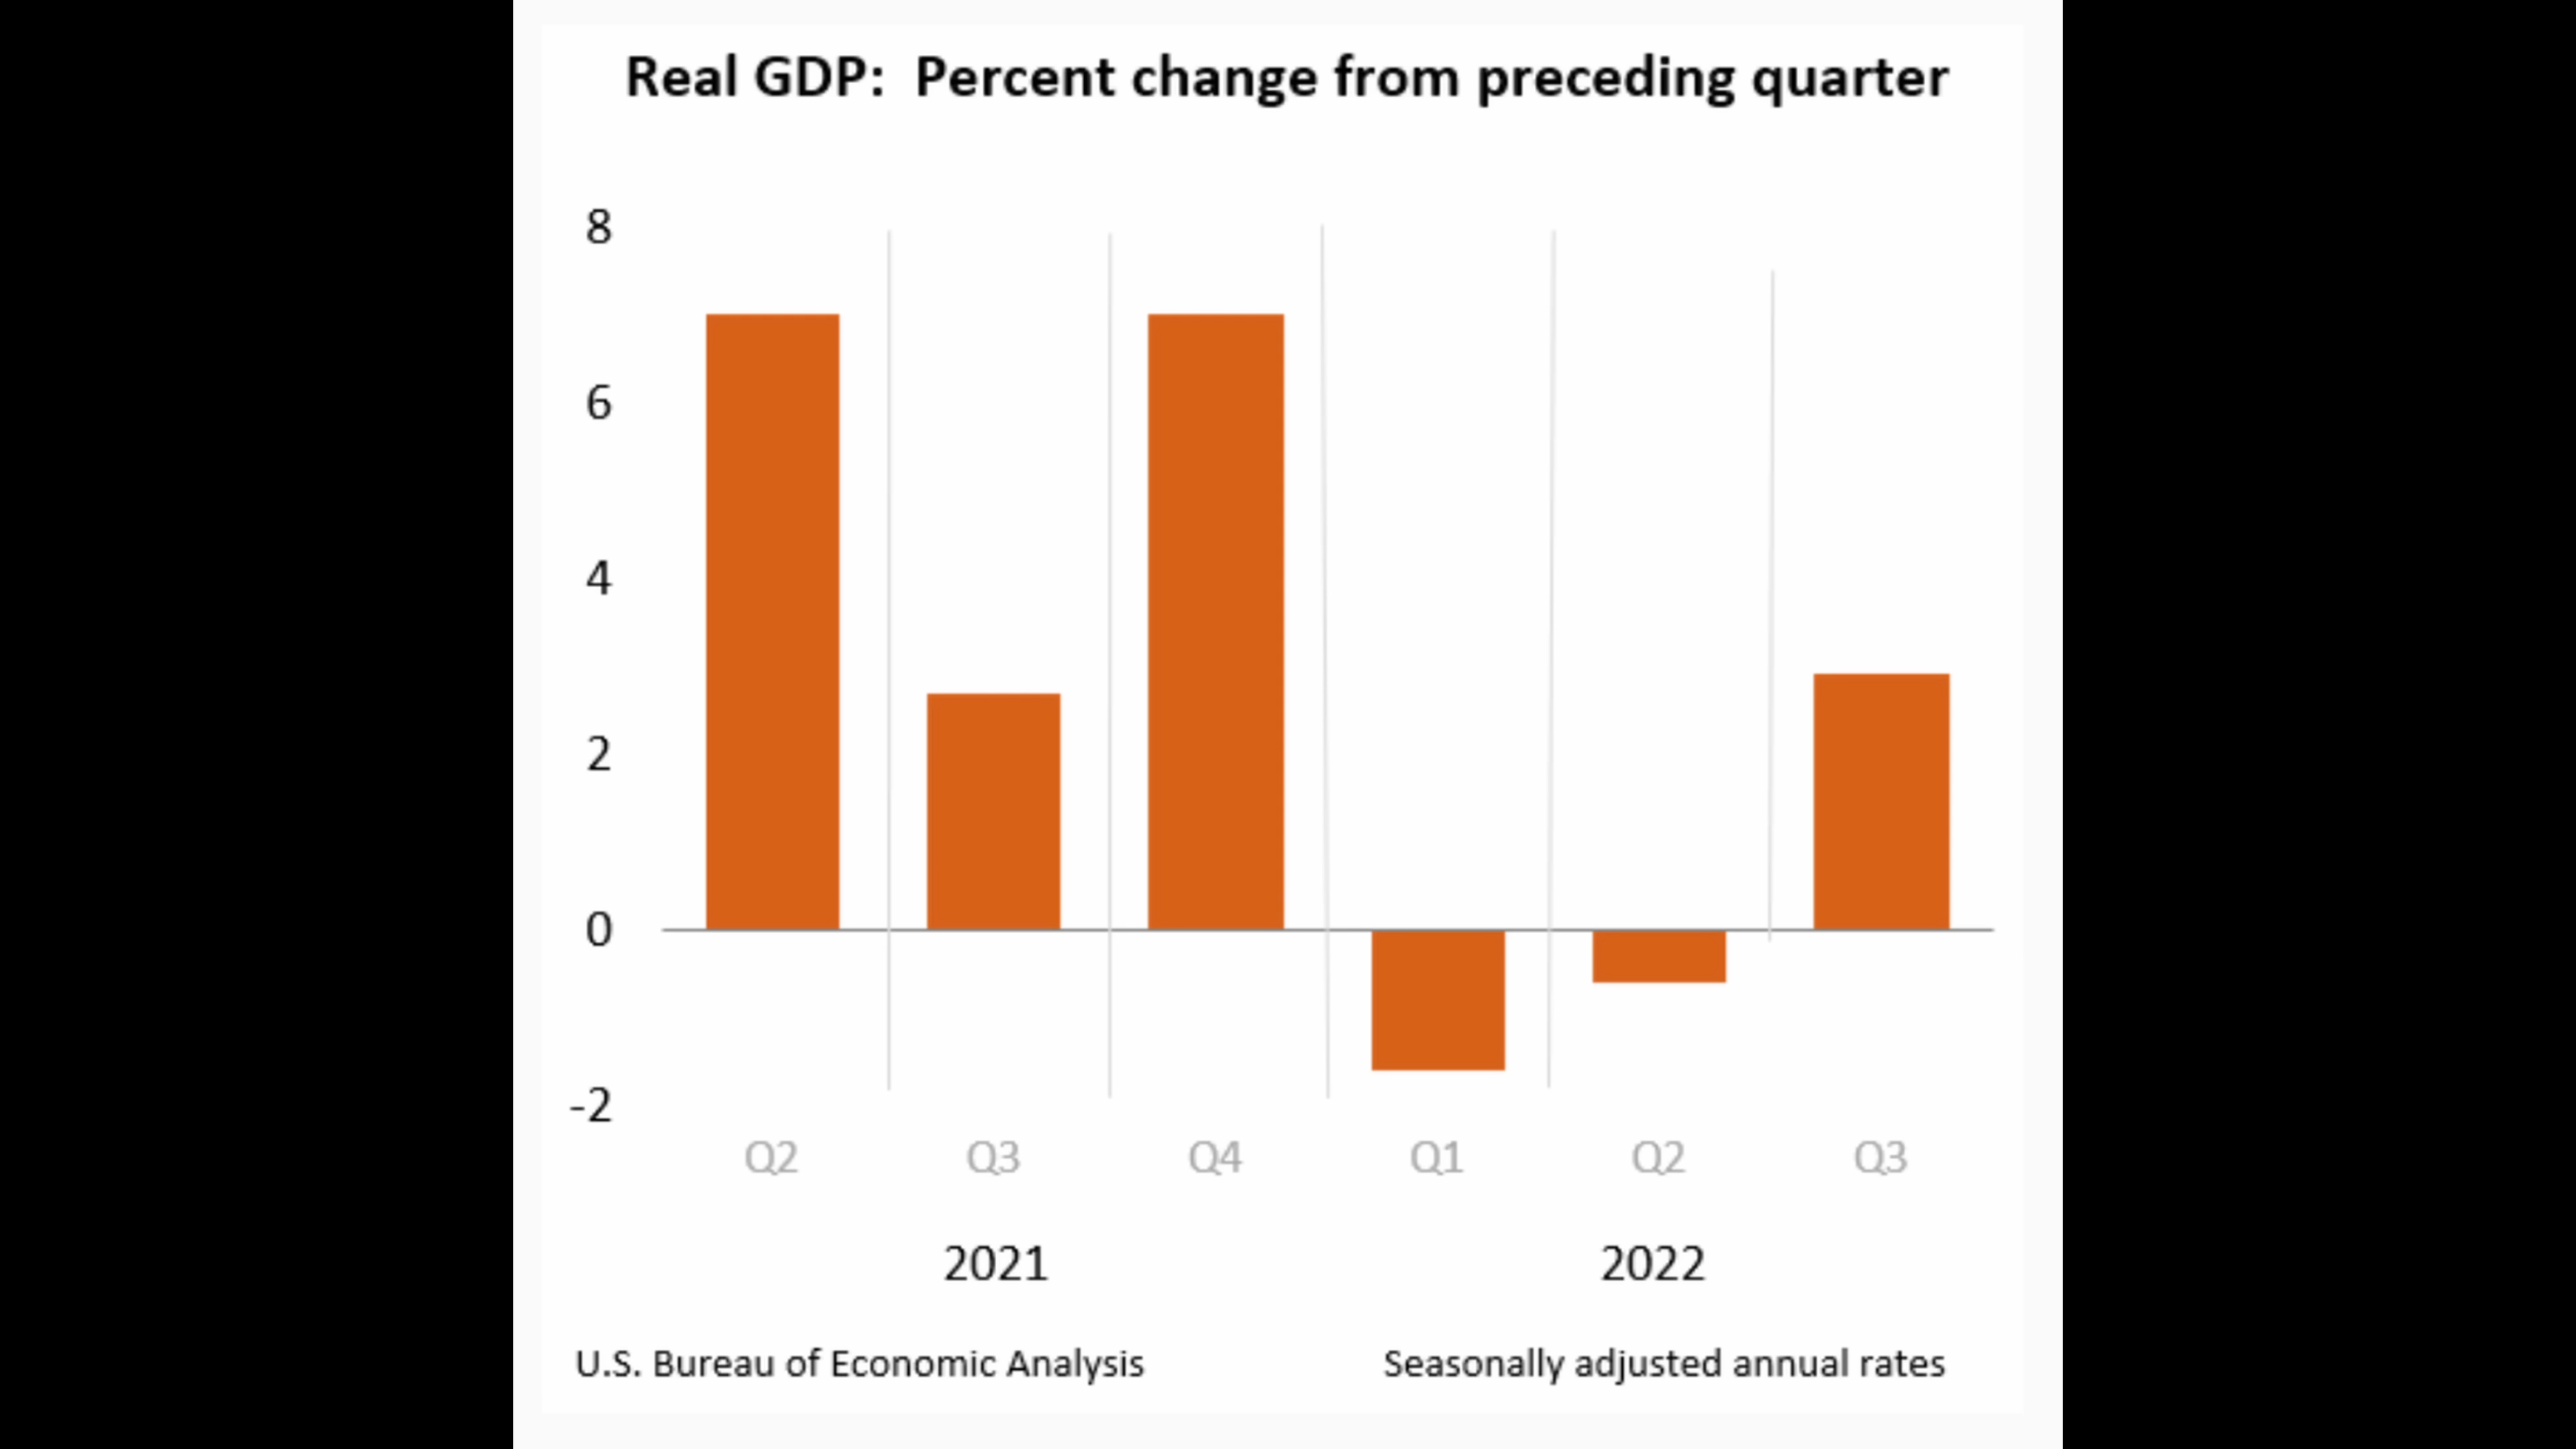 Real GDP: Percent change from preceding quarter
8
6
4
2
0
-2
Q2 Q3 Q4 Q1 Q2 Q3
2021 2022
U.S. Bureau of Economic Analysis Seasonally adjusted annual rates